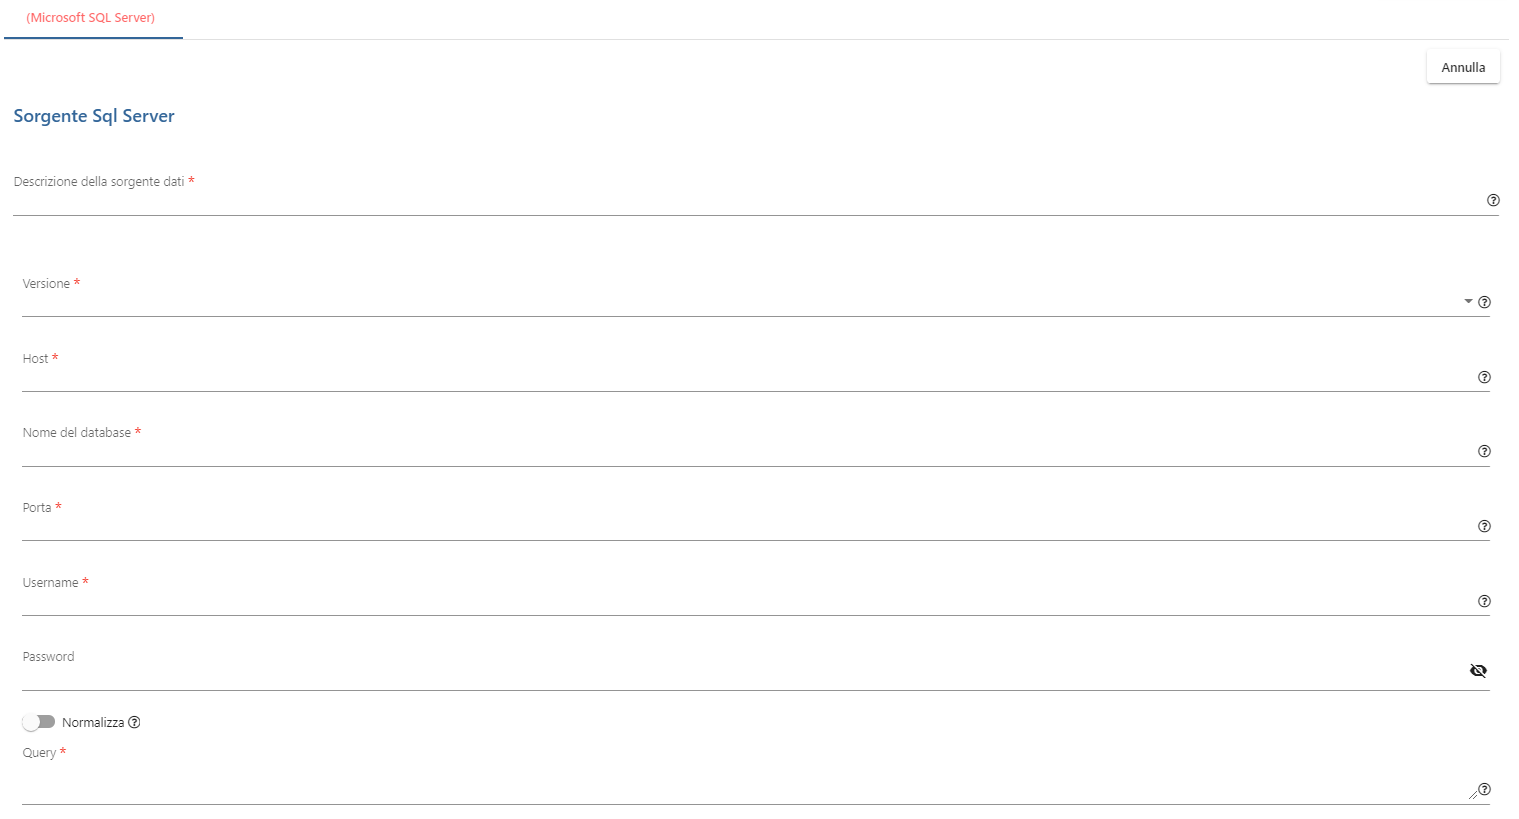 (Microsoft SQL Server)
Annulla
Sorgente Sql Server
Descrizione della sorgente dati *
Versione *
Host *
Nome del database *
Porta *
Username *
Password
Normalizza
Query *